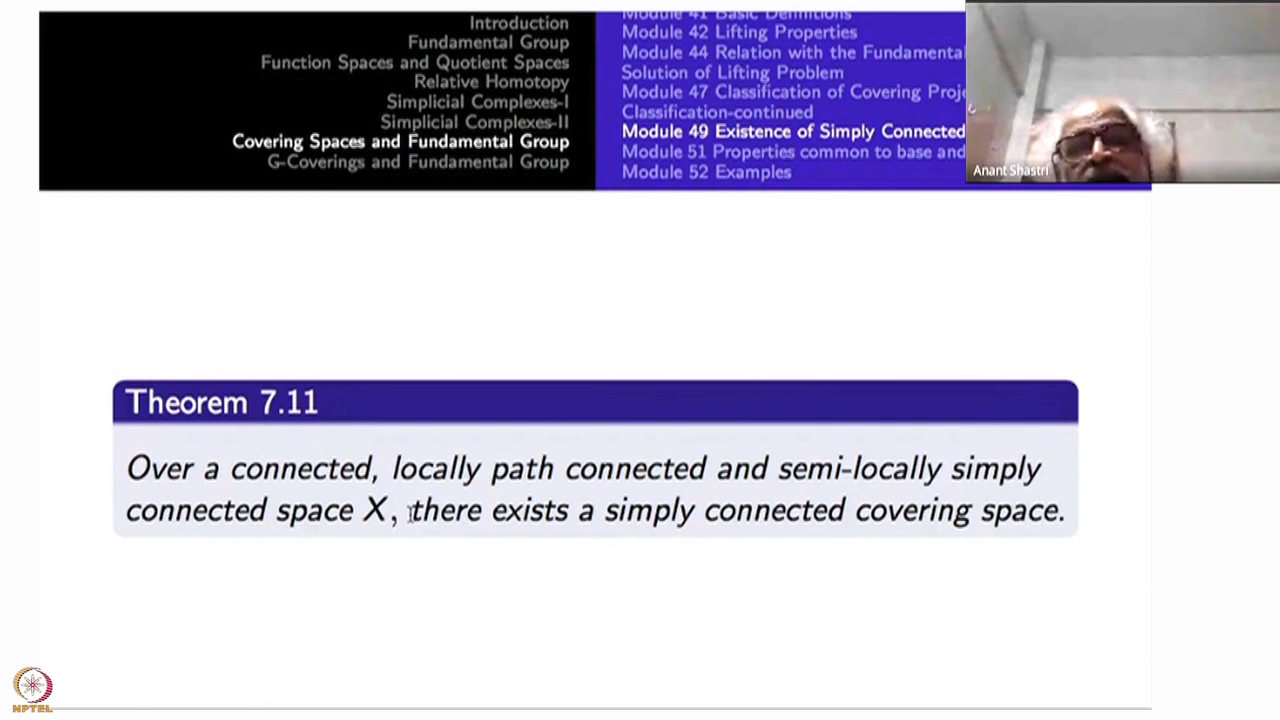 Introduction
Fundamental Group
Function Spaces and Quotient Spaces
Relative Homotopy
Simplicial Complexes-I
Simplicial Complexes-II
Covering Spaces and Fundamental Group
G-Coverings and Fundamental Group
Module 41 Basic Definitions
Module 42 Lifting Properties
Module 44 Relation with the Fundamental
Solution of Lifting Problem
Module 47 Classification of Covering Proje
Classification-continued
Module 49 Existence of Simply Connected
Module 51 Properties common to base and
Module 52 Examples
Anant Shastri
Theorem 7.11
Over a connected, locally path connected and semi-locally simply
connected space X, there exists a simply connected covering space.
NPTEL